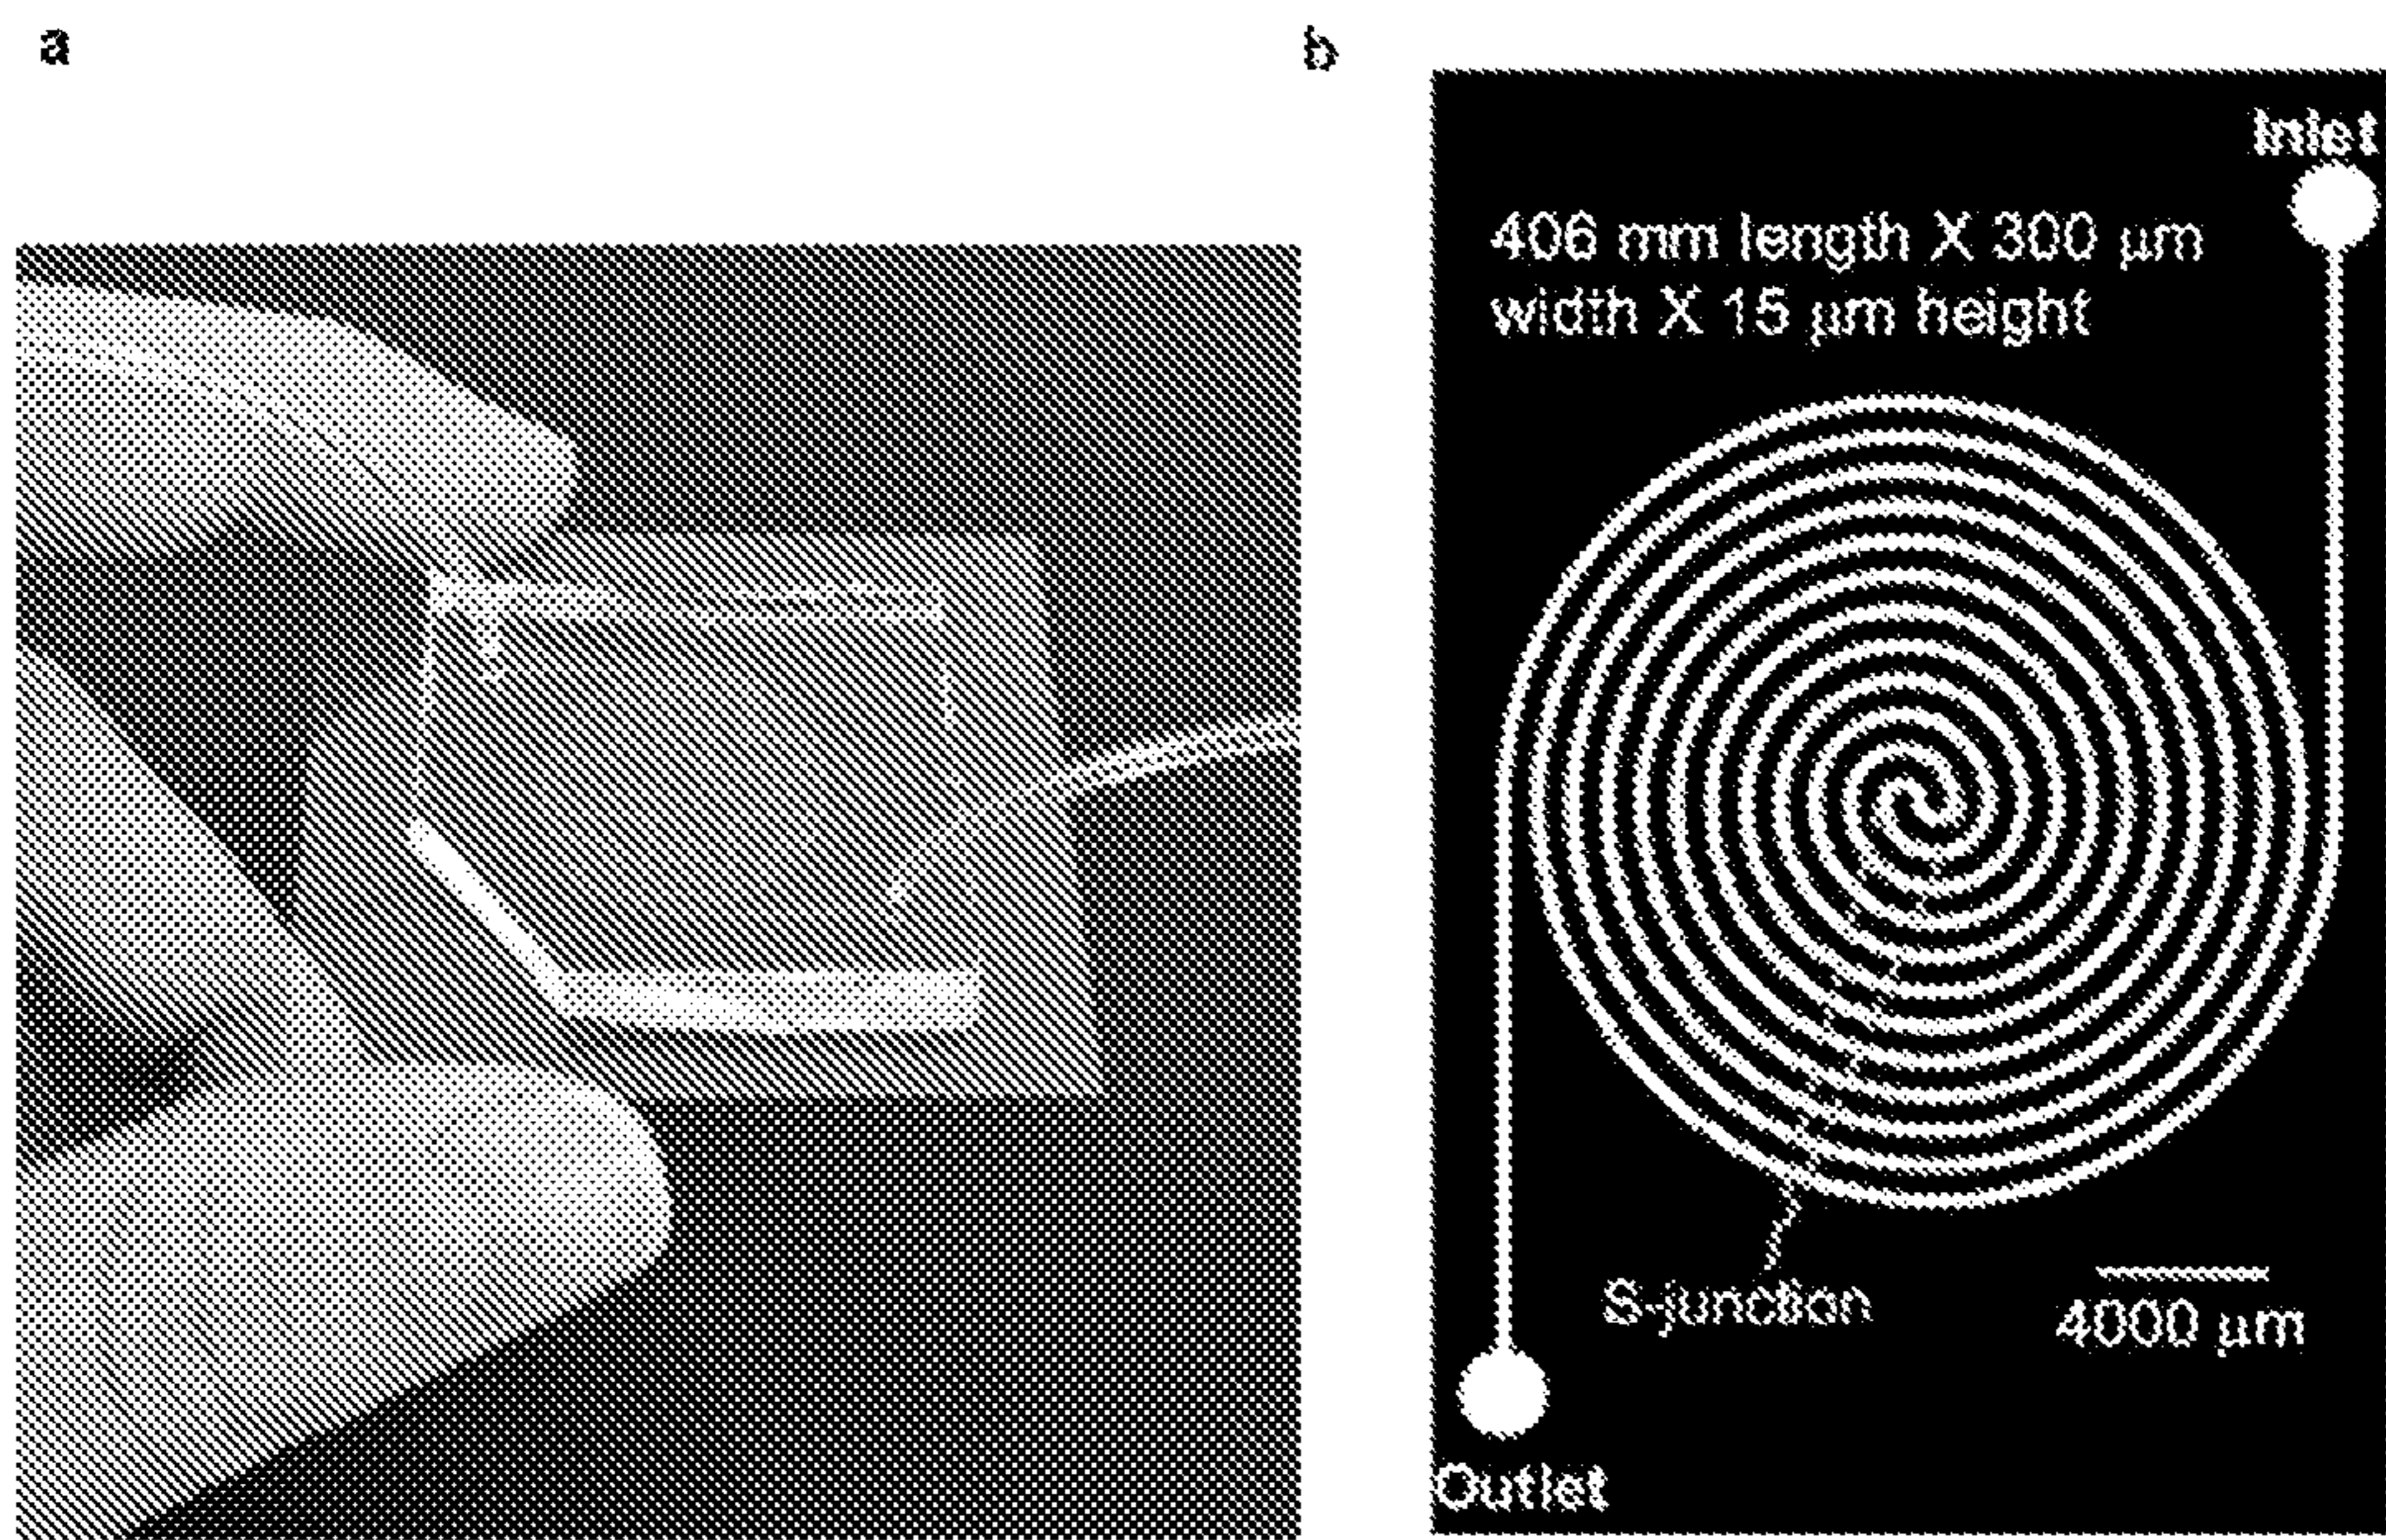 a
b
Inlet
406 mm length X 300 µm
width X 15 µm height
S-junction
4000 µm
Outlet